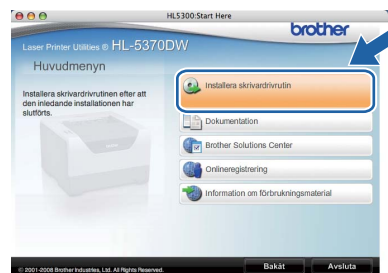 HL5300:Start Here
brother
Laser Printer Utilities ® HL-5370DW
Huvudmenyn
Installera skrivardrivrutinen efter att
den iniedande installationen har
slutförts.
Installera skrivardrivrutin
Dokumentation
Brother Solutions Center
Onlineregistrering
Information om förbrukningsmaterial
© 2001-2008 Brother Industries, Ltd. All Rights Reserved.
Bakåt
Avsluta